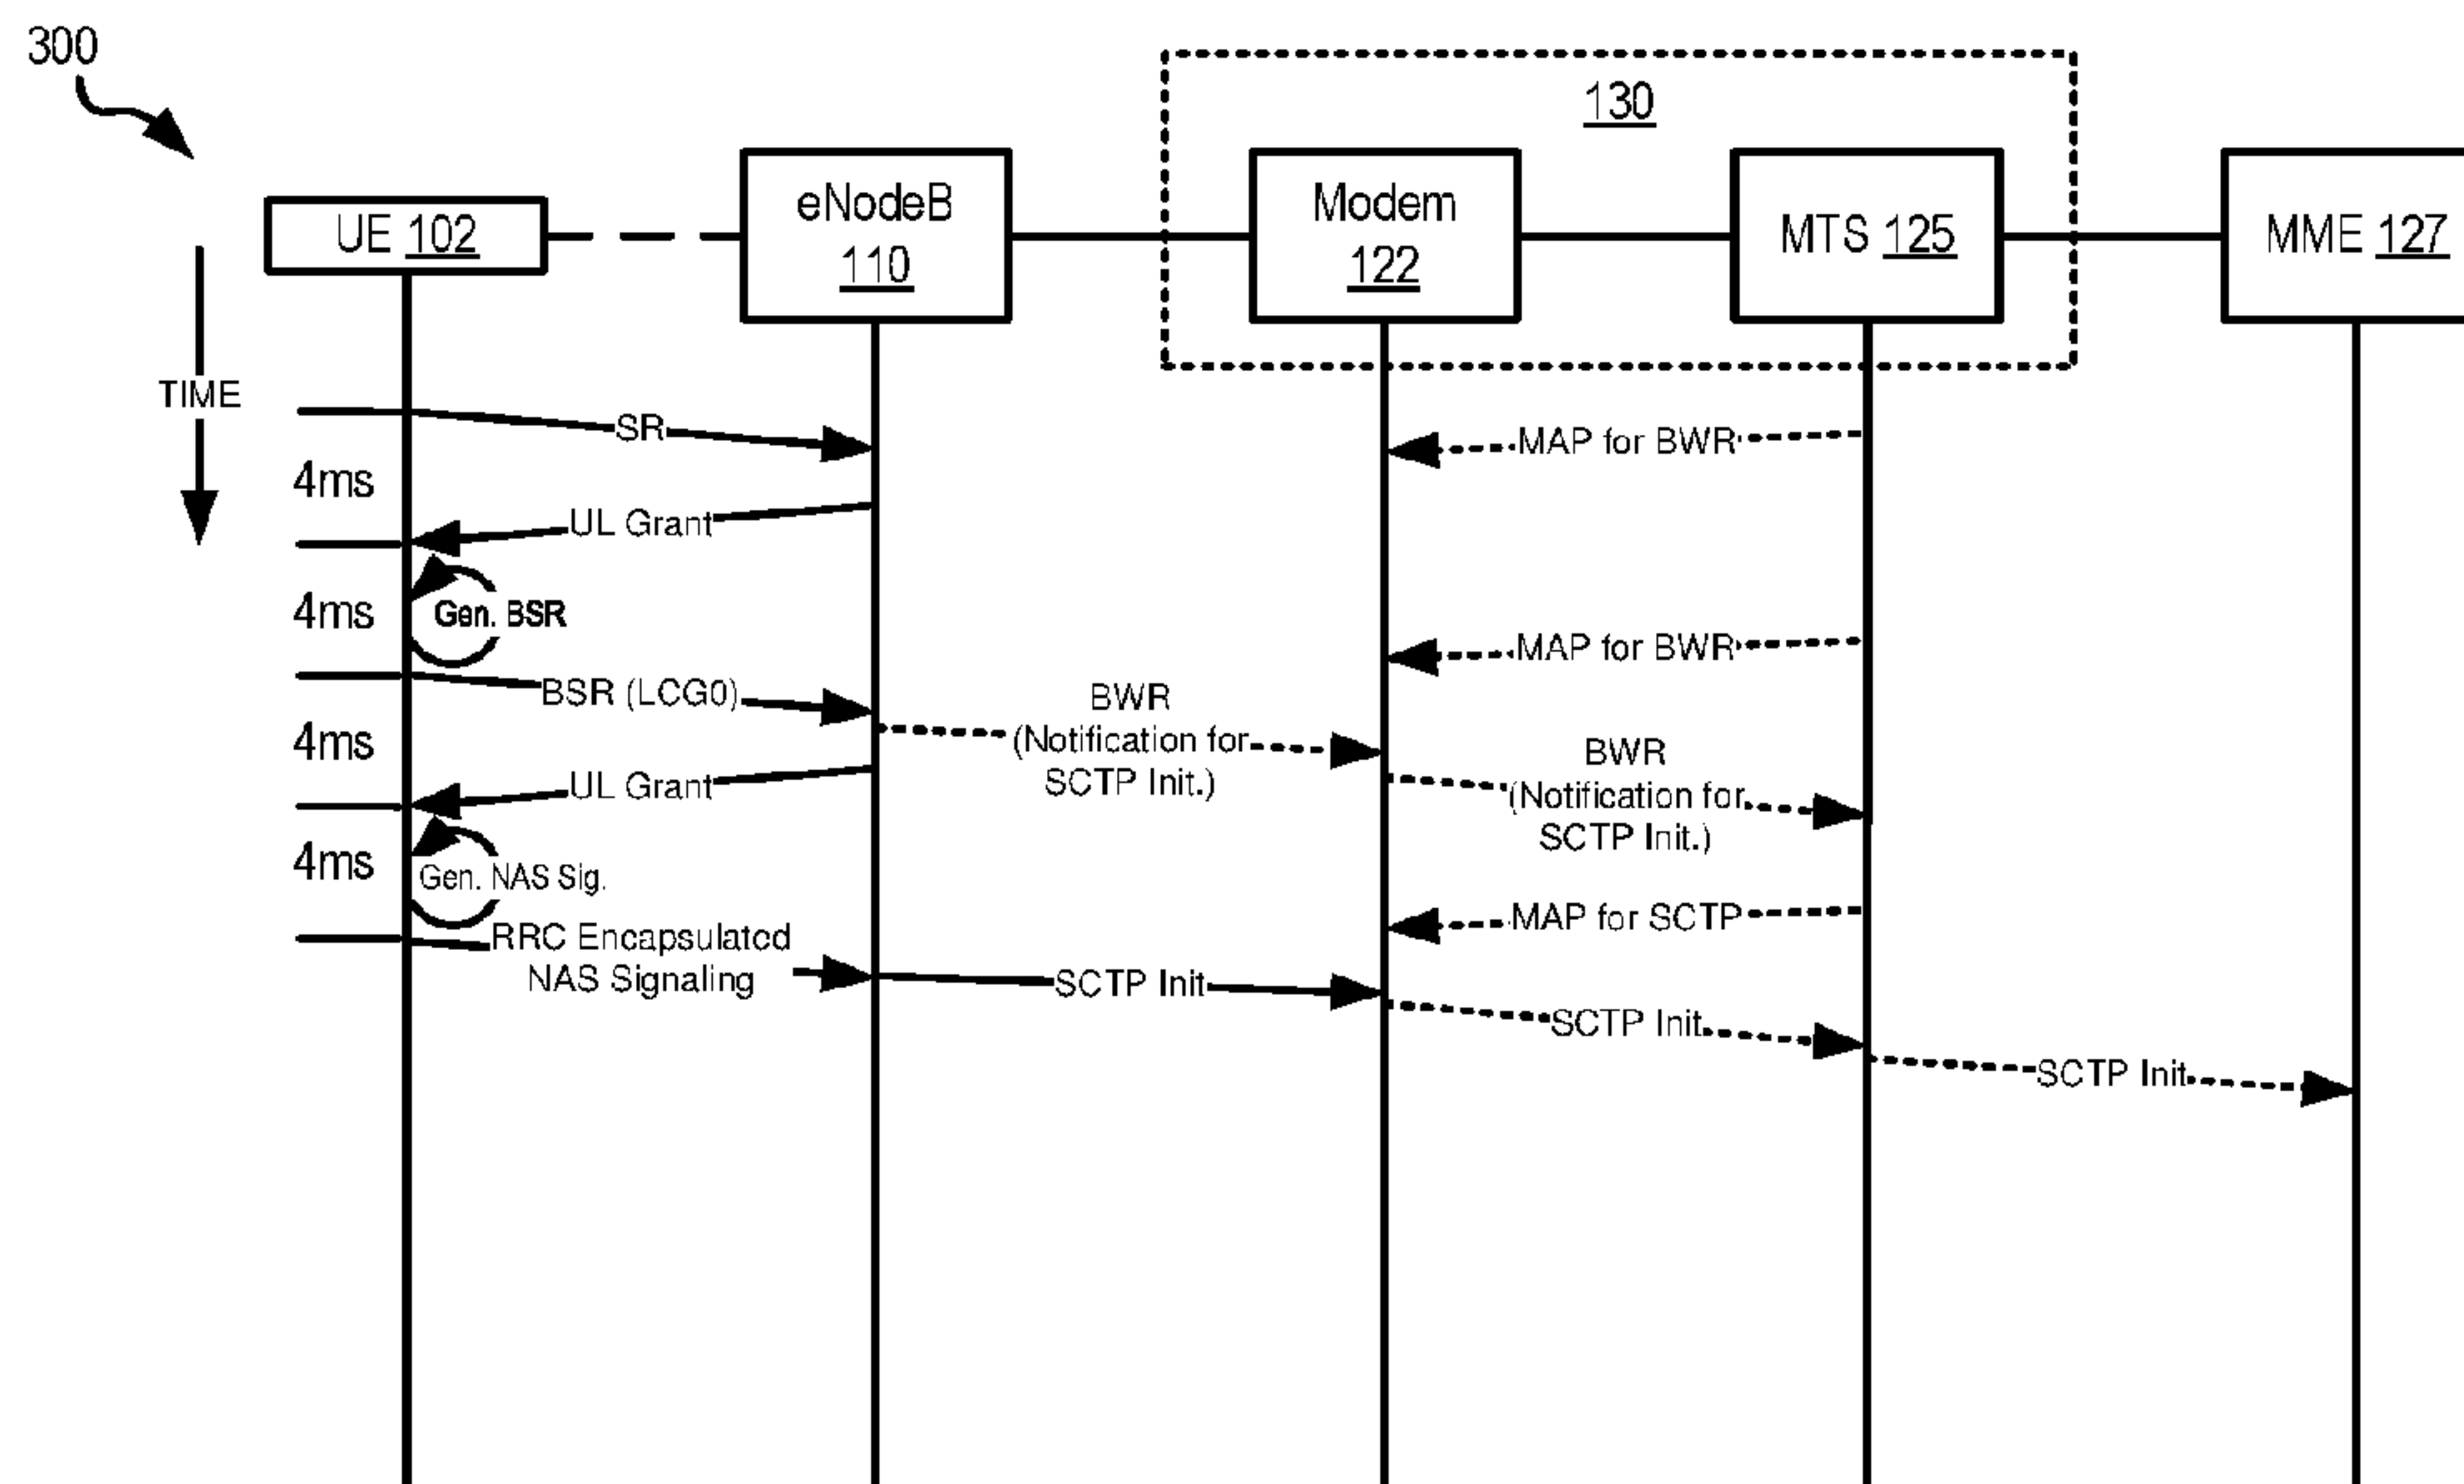 300
130
UE 102
eNodeB
110
Modem
122
MTS 125
MME 127
TIME
SR
MAP for BWR
4ms
UL Grant
4ms
Gen. BSR
MAP for BWR
BSR (LCG0)
BWR
(Notification for
SCTP Init.)
4ms
UL Grant
BWR
(Notification for
SCTP Init.)
4ms
Gen. NAS Sig.
MAP for SCTP
RRC Encapsulated
NAS Signaling
SCTP Init
SCTP Init
SCTP Init